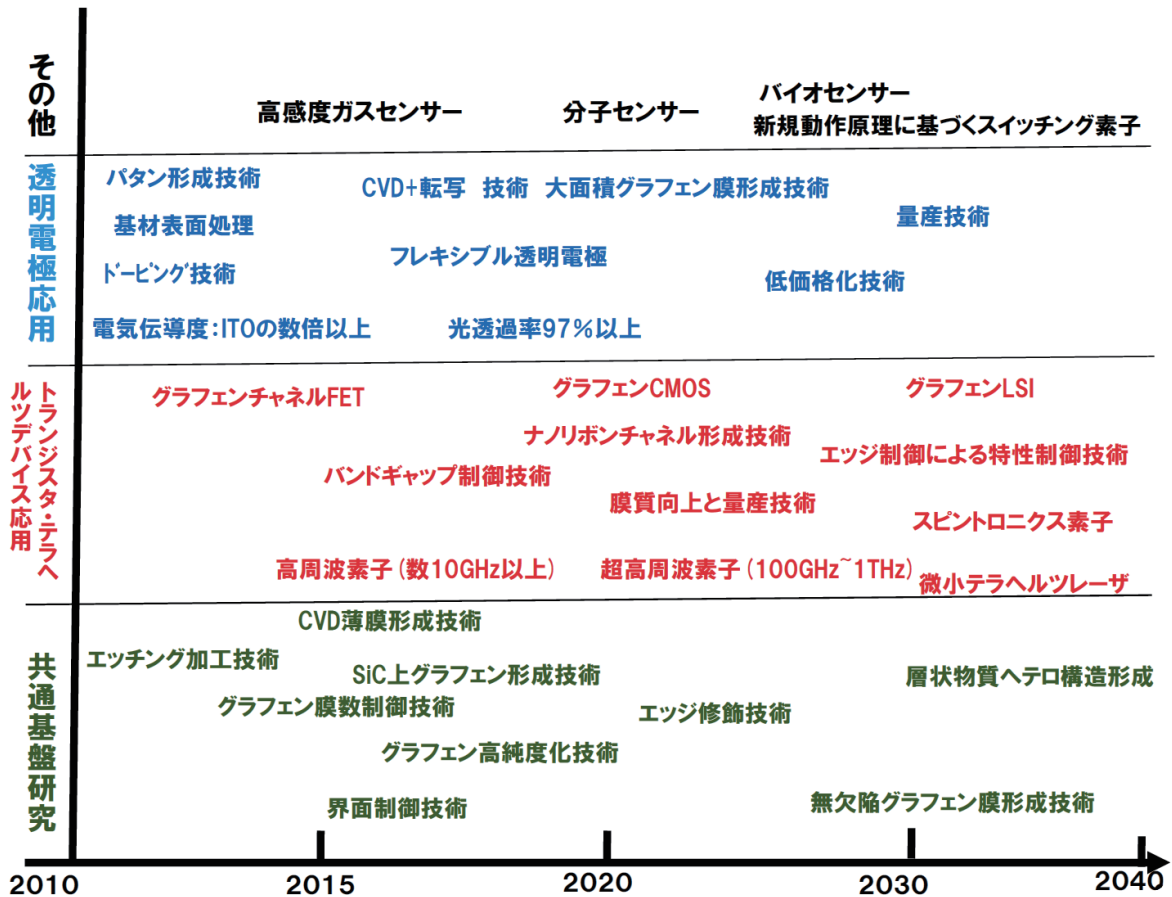 その他
高感度ガスセンサー
分子センサー
バイオセンサー
新規動作原理に基づくスイッチング素子
透明電極応用
パタン形成技術
CVD+転写 技術
大面積グラフェン膜形成技術
量産技術
基材表面処理
フレキシブル透明電極
ドーピング技術
低価格化技術
電気伝導度:ITOの数倍以上
光透過率97%以上
トランジスタ・テラヘ
ルツデバイス応用
グラフェンチャネルFET
グラフェンCMOS
グラフェンLSI
ナノリボンチャネル形成技術
エッジ制御による特性制御技術
バンドギャップ制御技術
膜質向上と量産技術
スピントロニクス素子
高周波素子(数10GHz以上)
超高周波素子(100GHz~1THz)
微小テラヘルツレーザ
共通基盤研究
CVD薄膜形成技術
エッチング加工技術
SiC上グラフェン形成技術
層状物質ヘテロ構造形成
グラフェン膜数制御技術
エッジ修飾技術
グラフェン高純度化技術
界面制御技術
無欠陥グラフェン膜形成技術
2010
2015
2020
2030
2040